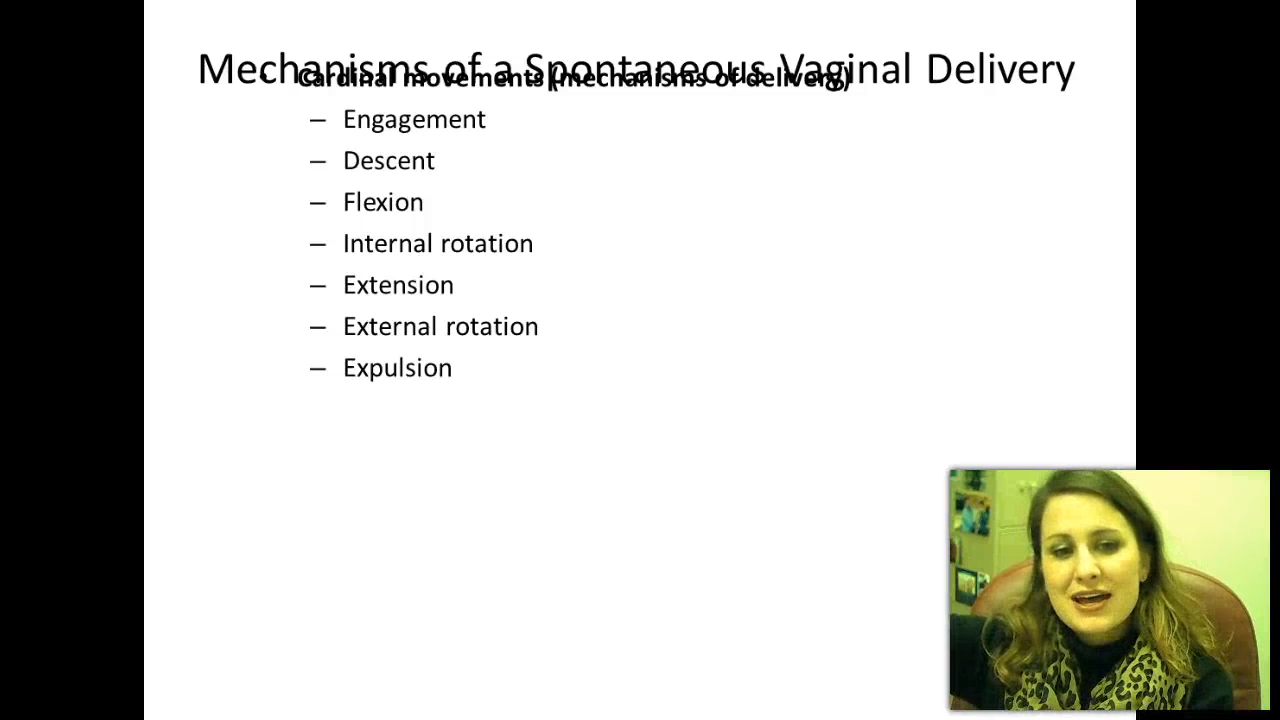 Mechanisms of a Spontaneous Vaginal Delivery
• Cardinal movements (mechanisms of delivery)
– Engagement
– Descent
– Flexion
– Internal rotation
– Extension
– External rotation
– Expulsion